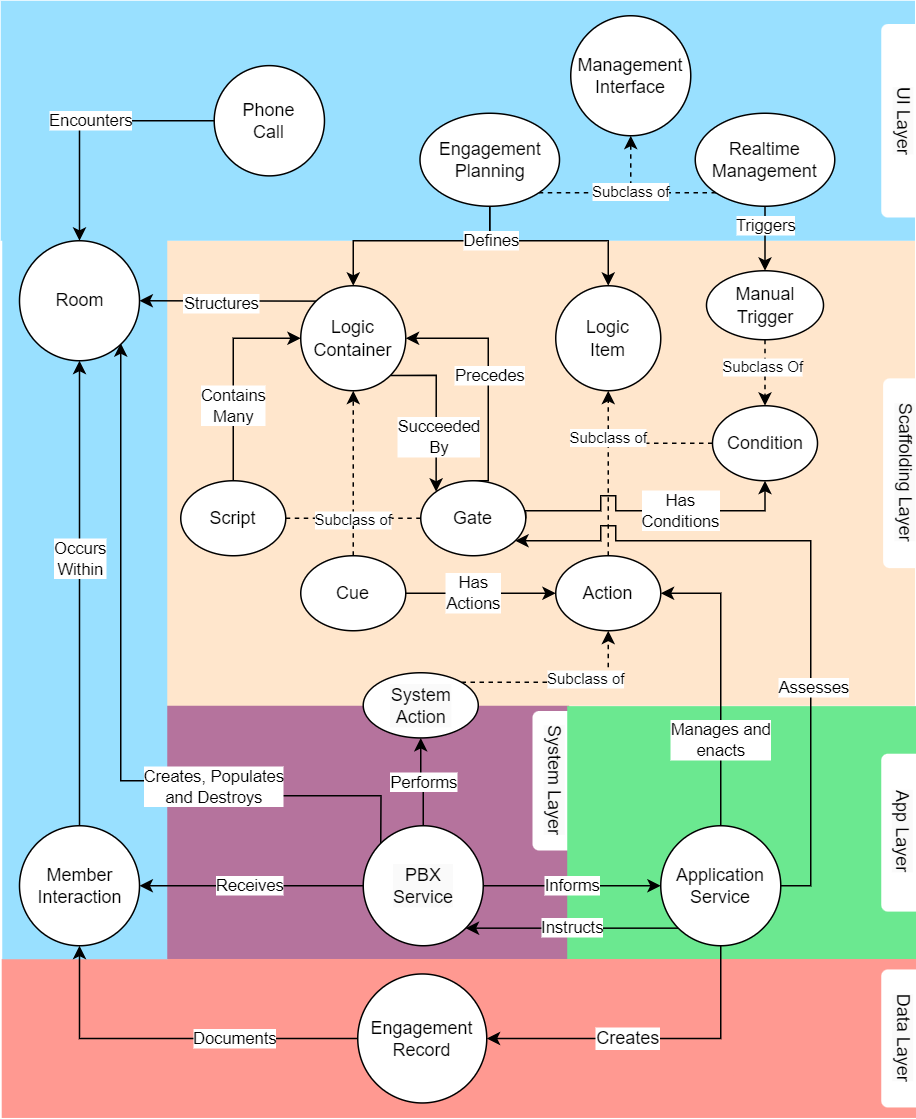 Management
Interface
Phone
Call
Encounters
Engagement
Planning
Realtime
Management
Subclass of
UI Layer
Triggers
Defines
Room
Structures
Logic
Container
Logic
Item
Manual
Trigger
Precedes
Subclass Of
Contains
Many
Succeeded
By
Subclass of
Condition
Scaffolding Layer
Script
Subclass of
Gate
Has
Conditions
Occurs
Within
Cue
Has
Actions
Action
Subclass of
Assesses
System
Action
Manages and
enacts
System Layer
Creates, Populates
and Destroys
Performs
App Layer
Member
Interaction
Receives
PBX
Service
Informs
Application
Service
Instructs
Engagement
Record
Documents
Creates
Data Layer